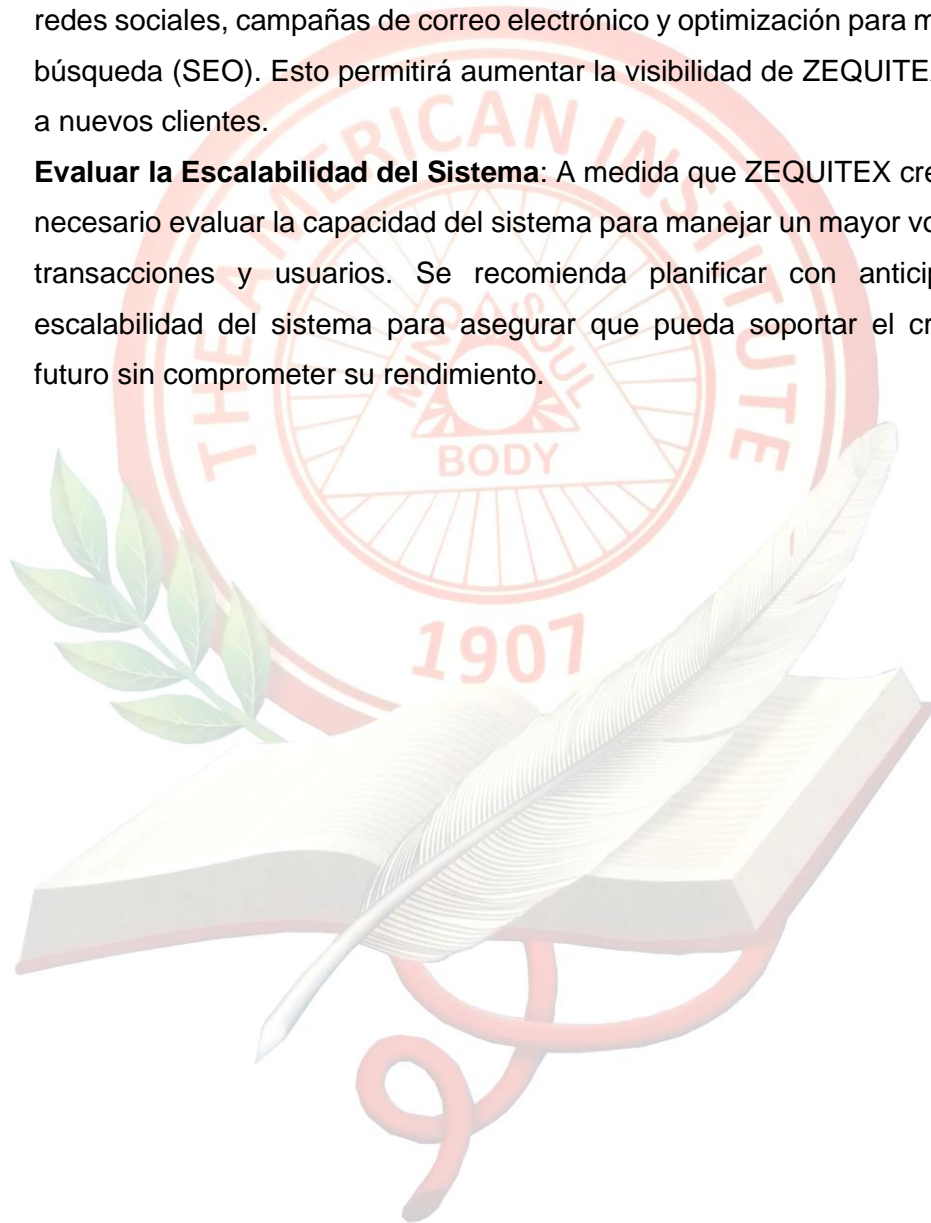 redes sociales, campañas de correo electrónico y optimización para m
búsqueda (SEO). Esto permitirá aumentar la visibilidad de ZEQUITE
a nuevos clientes.
Evaluar la Escalabilidad del Sistema: A medida que ZEQUITEX cre
necesario evaluar la capacidad del sistema para manejar un mayor vo
transacciones y usuarios. Se recomienda planificar con anticip
escalabilidad del sistema para asegurar que pueda soportar el cr
futuro sin comprometer su rendimiento.
THE AMERICAN INSTITUTE
MIND SOUL
BODY
1907